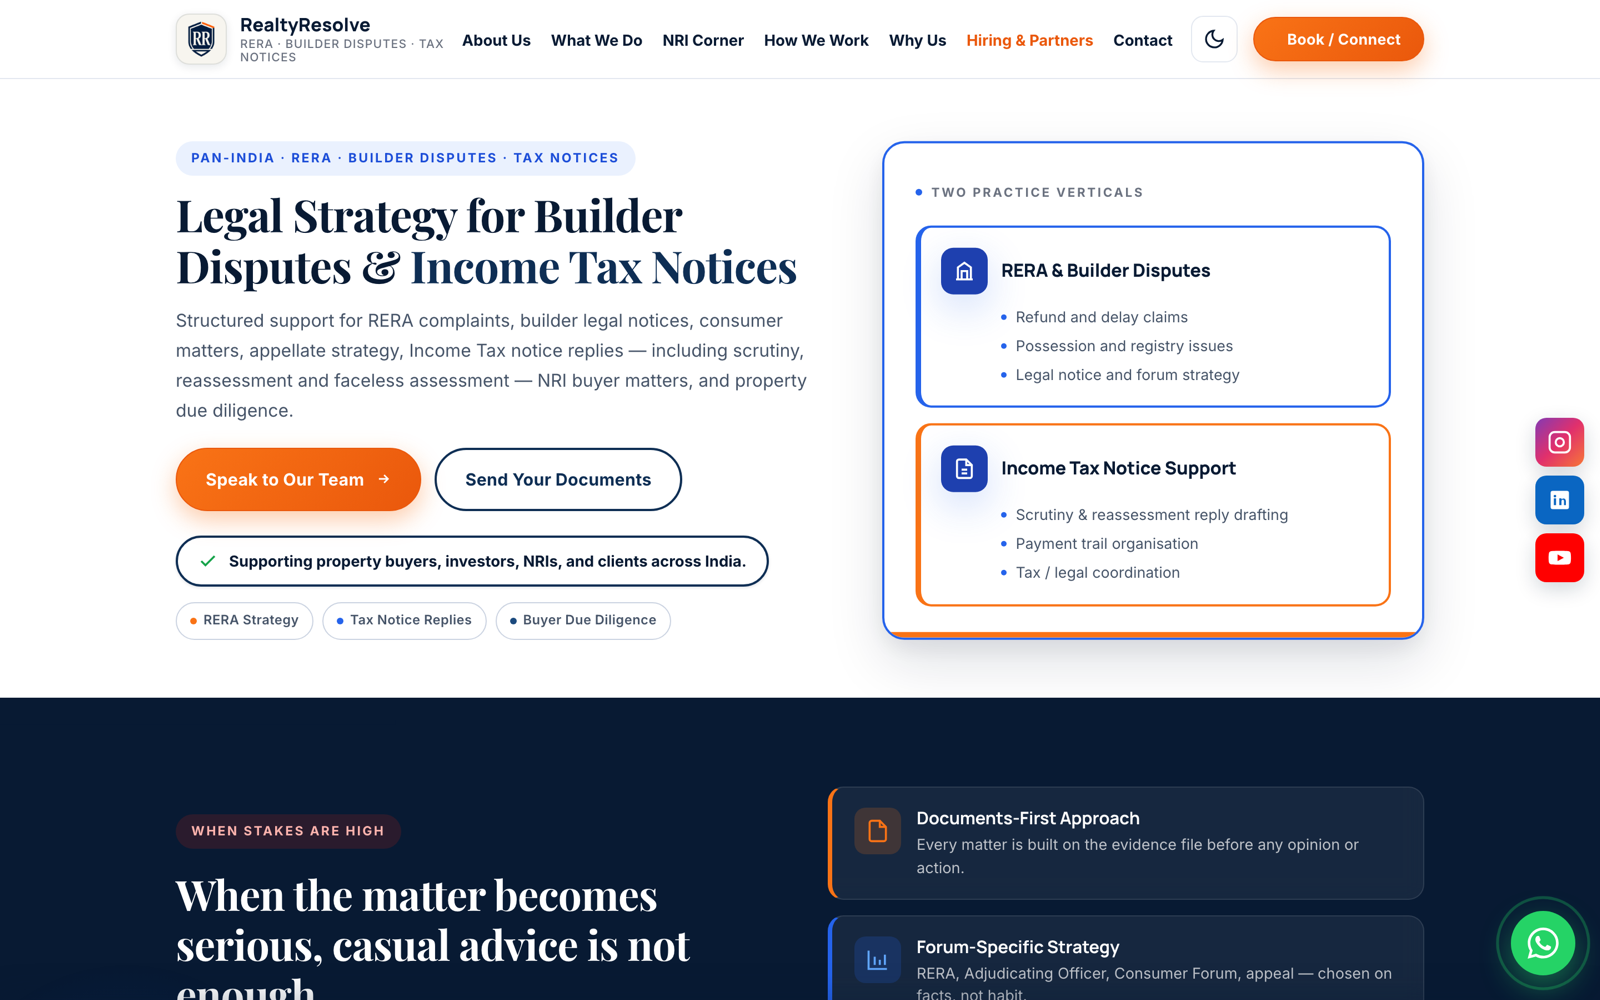 RR
RealtyResolve
RERA · BUILDER DISPUTES · TAX
NOTICES
About Us
What We Do
NRI Corner
How We Work
Why Us
Hiring & Partners
Contact
Book / Connect
PAN-INDIA · RERA · BUILDER DISPUTES · TAX NOTICES
Legal Strategy for Builder
Disputes & Income Tax Notices
Structured support for RERA complaints, builder legal notices, consumer
matters, appellate strategy, Income Tax notice replies — including scrutiny,
reassessment and faceless assessment — NRI buyer matters, and property
due diligence.
Speak to Our Team →
Send Your Documents
Supporting property buyers, investors, NRIs, and clients across India.
RERA Strategy
Tax Notice Replies
Buyer Due Diligence
TWO PRACTICE VERTICALS
RERA & Builder Disputes
Refund and delay claims
Possession and registry issues
Legal notice and forum strategy
Income Tax Notice Support
Scrutiny & reassessment reply drafting
Payment trail organisation
Tax / legal coordination
in
WHEN STAKES ARE HIGH
When the matter becomes
serious, casual advice is not
enough
Documents-First Approach
Every matter is built on the evidence file before any opinion or
action.
Forum-Specific Strategy
RERA, Adjudicating Officer, Consumer Forum, appeal — chosen on
facts, not habit.